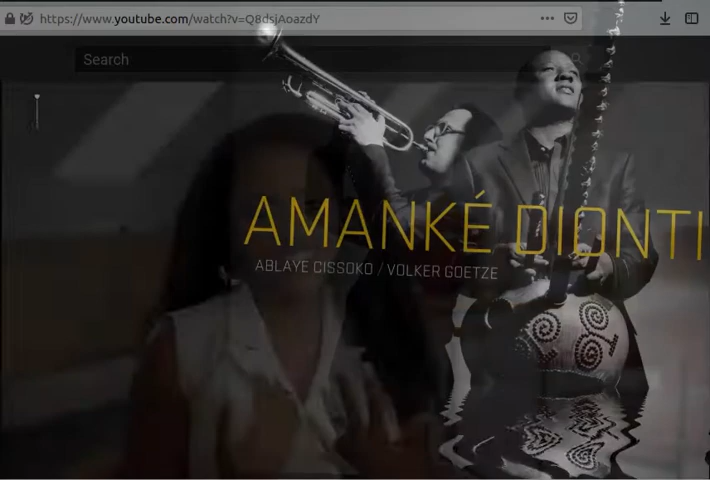 https://www.youtube.com/watch?v=Q8dsjAoazdY
Search
AMANKÉ DIONTI
ABLAYE CISSOKO / VOLKER GOETZE